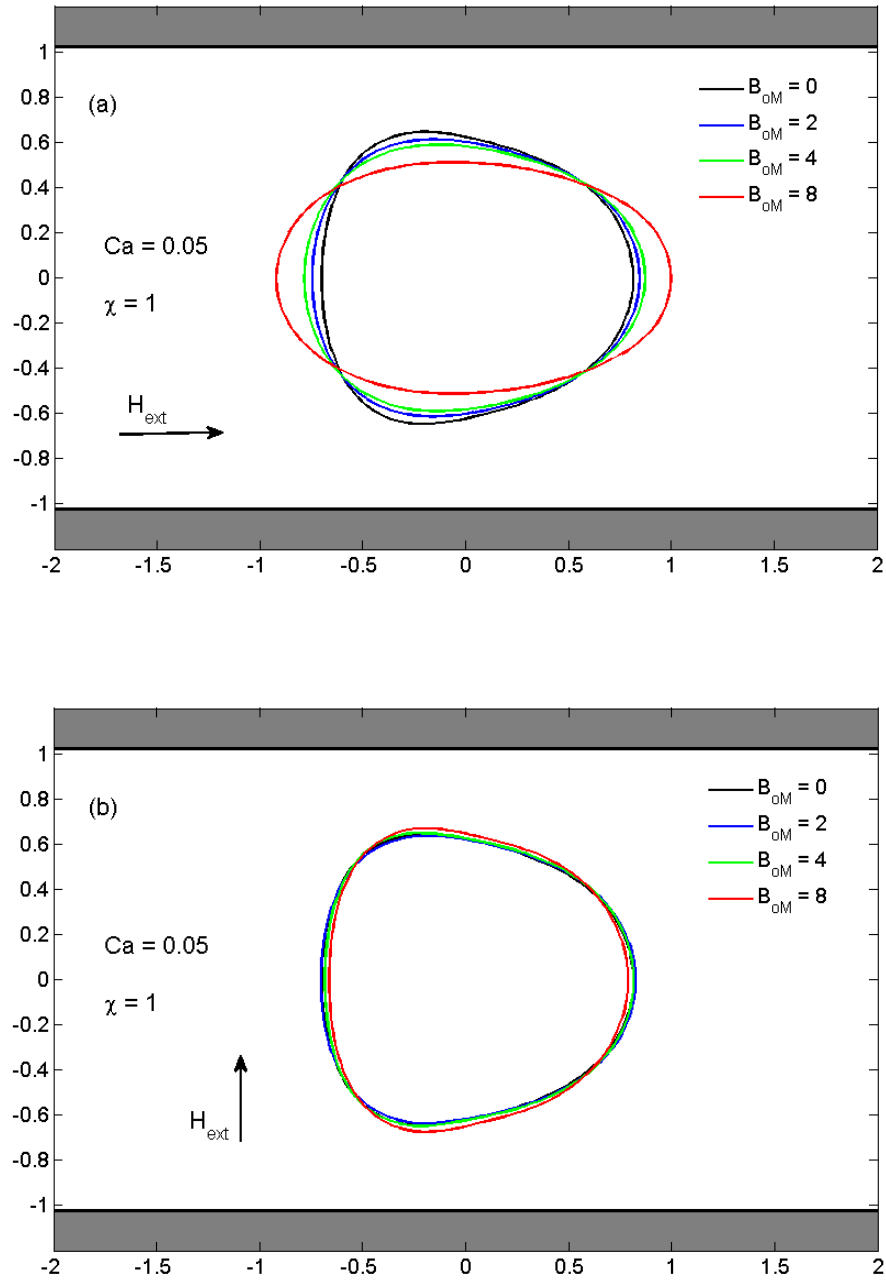 1
(a)
B_oM = 0
0.8
B_oM = 2
0.6
B_oM = 4
0.4
B_oM = 8
0.2
Ca = 0.05
0
χ = 1
-0.2
-0.4
H_ext
-0.6
-0.8
-1
-2 -1.5 -1 -0.5 0 0.5 1 1.5 2
1
(b)
B_oM = 0
0.8
B_oM = 2
0.6
B_oM = 4
0.4
B_oM = 8
0.2
Ca = 0.05
0
χ = 1
-0.2
-0.4
H_ext
-0.6
-0.8
-1
-2 -1.5 -1 -0.5 0 0.5 1 1.5 2